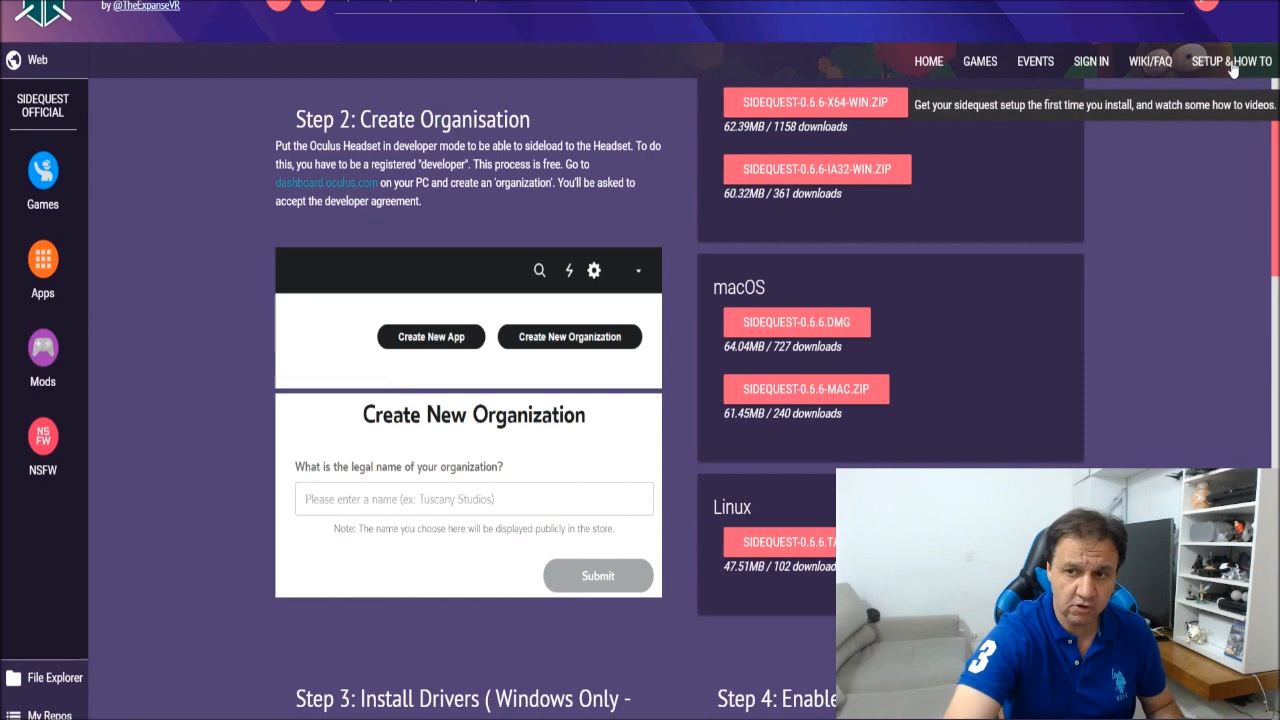 by @TheExpanseVR
Web
HOME GAMES EVENTS SIGN IN WIKI/FAQ SETUP & HOW TO
Get your sidequest setup the first time you install, and watch some how to videos.
SIDEQUEST
OFFICIAL
Games
Apps
Mods
NS
FW
NSFW
File Explorer
My Repos
Step 2: Create Organisation
Put the Oculus Headset in developer mode to be able to sideload to the Headset. To do
this, you have to be a registered "developer". This process is free. Go to
dashboard.oculus.com on your PC and create an 'organization'. You'll be asked to
accept the developer agreement.
Create New App
Create New Organization
Create New Organization
What is the legal name of your organization?
Please enter a name (ex: Tuscany Studios)
Note: The name you choose here will be displayed publicly in the store.
Submit
Step 3: Install Drivers ( Windows Only -
SIDEQUEST-0.6.6-X64-WIN.ZIP
62.39MB / 1158 downloads
SIDEQUEST-0.6.6-IA32-WIN.ZIP
60.32MB / 361 downloads
macOS
SIDEQUEST-0.6.6.DMG
64.04MB / 727 downloads
SIDEQUEST-0.6.6-MAC.ZIP
61.45MB / 240 downloads
Linux
SIDEQUEST-0.6.6.TA
47.51MB / 102 download
Step 4: Enable
3